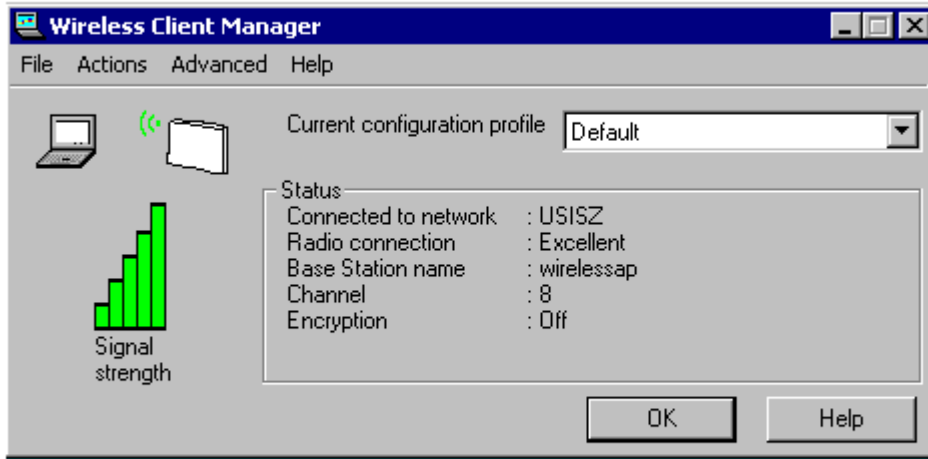 Wireless Client Manager
File Actions Advanced Help
Current configuration profile Default
Status
Connected to network : USISZ
Radio connection : Excellent
Base Station name : wirelessap
Channel : 8
Encryption : Off
Signal
strength
OK Help